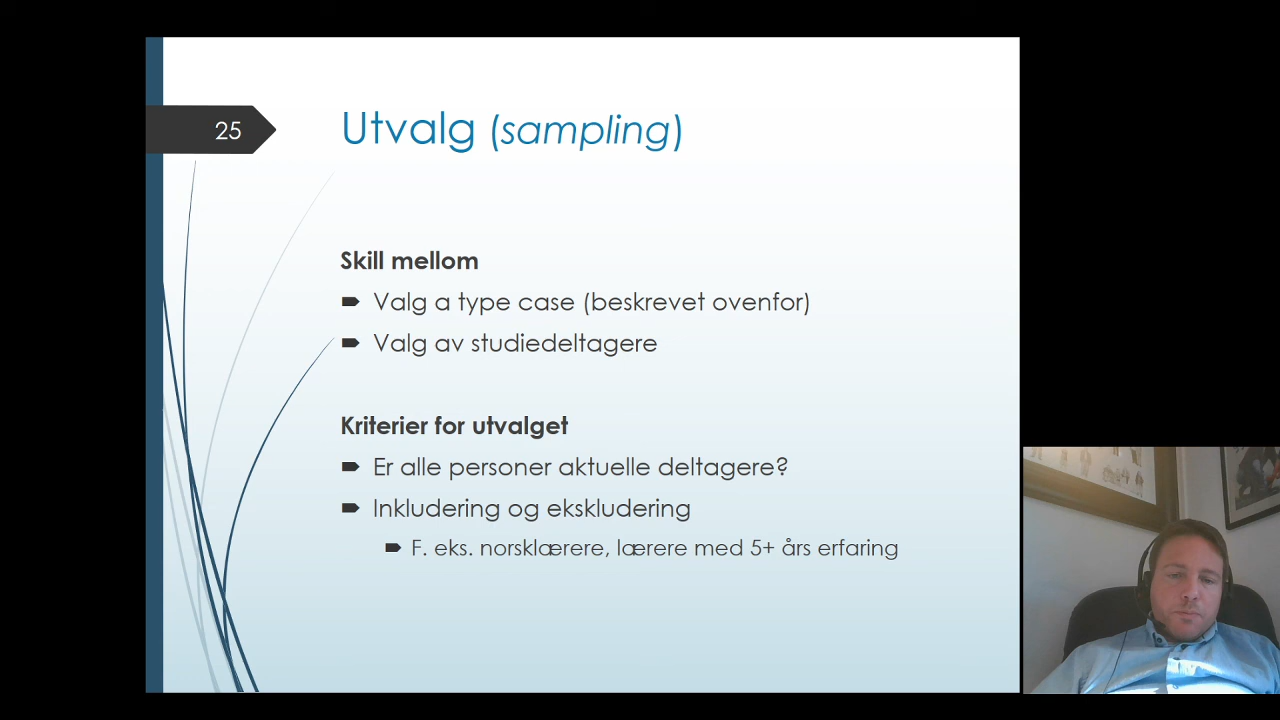 25
Utvalg (sampling)
Skill mellom
Valg a type case (beskrevet ovenfor)
Valg av studiedeltagere
Kriterier for utvalget
Er alle personer aktuelle deltagere?
Inkludering og ekskludering
F. eks. norsklærere, lærere med 5+ års erfaring